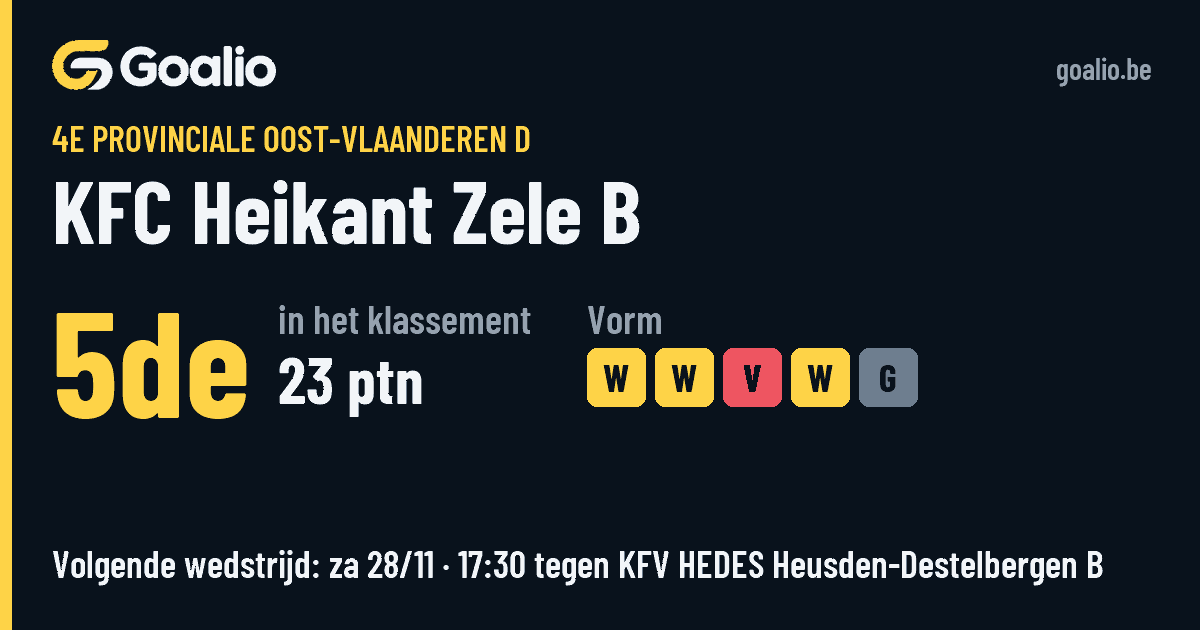 Goalio
goalio.be
4E PROVINCIALE OOST-VLAANDEREN D
KFC Heikant Zele B
5de
in het klassement
23 ptn
Vorm
W W V W G
Volgende wedstrijd: za 28/11 · 17:30 tegen KFV HEDES Heusden-Destelbergen B